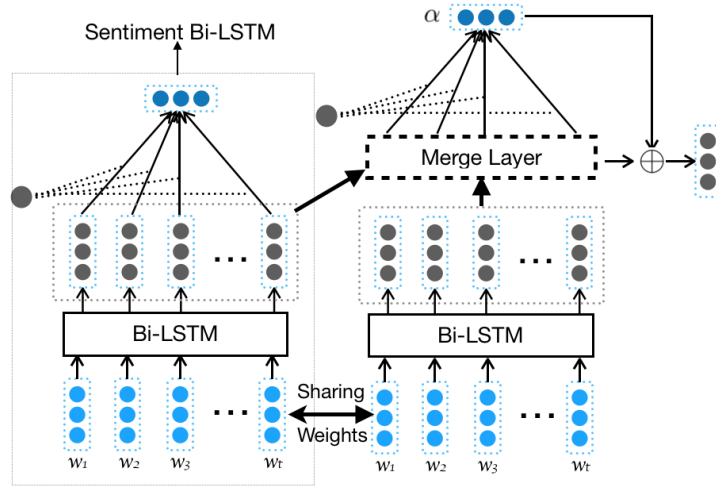 Sentiment Bi-LSTM
α
Merge Layer
...
...
Bi-LSTM
Bi-LSTM
Sharing
Weights
...
...
w1 w2 w3 wt
w1 w2 w3 wt